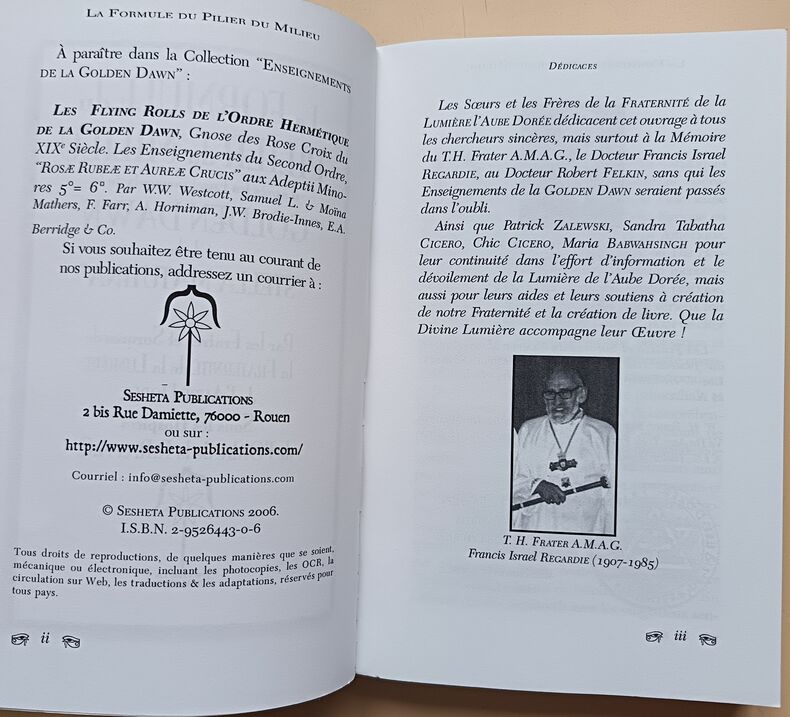 La Formule du Pilier du Milieu
À paraître dans la Collection “Enseignements
de la Golden Dawn” :
Les Flying Rolls de l’Ordre Hermétique
de la Golden Dawn, Gnose des Rose Croix du
XIXe Siècle. Les Enseignements du Second Ordre,
“Rosæ Rubeæ et Aureæ Crucis” aux Adeptii Mino-
res 5°= 6°. Par W.W. Westcott, Samuel L. & Moïna
Mathers, F. Farr, A. Horniman, J.W. Brodie-Innes, E.A.
Berridge & Co.
Si vous souhaitez être tenu au courant de
nos publications, addressez un courrier à :
Sesheta Publications
2 bis Rue Damiette, 76000 - Rouen
ou sur :
http://www.sesheta-publications.com/
Courriel : info@sesheta-publications.com
© Sesheta Publications 2006.
I.S.B.N. 2-9526443-0-6
Tous droits de reproductions, de quelques manières que se soient,
mécanique ou électronique, incluant les photocopies, les OCR, la
circulation sur Web, les traductions & les adaptations, réservés pour
tous pays.
ii
Dédicaces
Les Sœurs et les Frères de la Fraternité de la
Lumière l’Aube Dorée dédicacent cet ouvrage à tous
les chercheurs sincères, mais surtout à la Mémoire
du T.H. Frater A.M.A.G., le Docteur Francis Israel
Regardie, au Docteur Robert Felkin, sans qui les
Enseignements de la Golden Dawn seraient passés
dans l’oubli.
Ainsi que Patrick Zalewski, Sandra Tabatha
Cicero, Chic Cicero, Maria Babwahsingh pour
leur continuité dans l’effort d’information et le
dévoilement de la Lumière de l’Aube Dorée, mais
aussi pour leurs aides et leurs soutiens à création
de notre Fraternité et la création de livre. Que la
Divine Lumière accompagne leur Œuvre !
T. H. Frater A.M.A.G.
Francis Israel Regardie (1907-1985)
iii